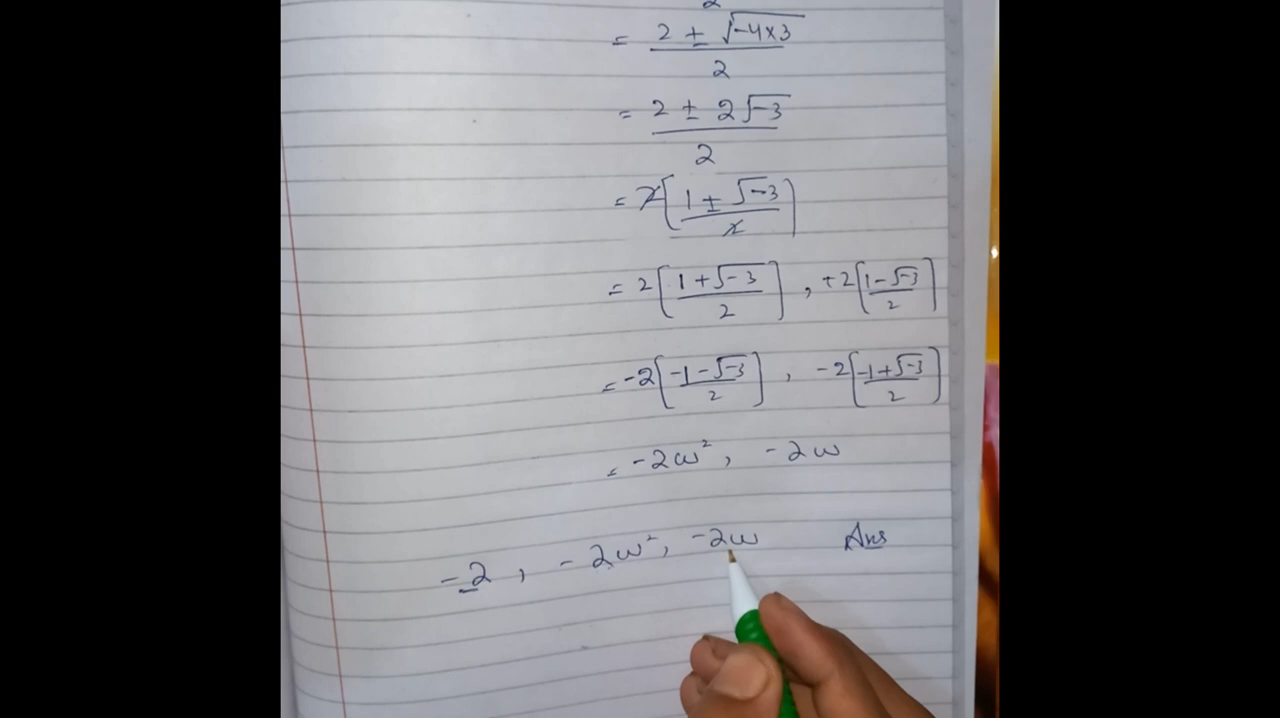 2
= 2 ± √-4×3 / 2
= 2 ± 2√-3 / 2
= 2[1 ± √-3 / 2]
= 2[1+√-3 / 2] , +2[1-√-3 / 2]
= -2[-1-√-3 / 2] , -2[-1+√-3 / 2]
= -2ω² , -2ω
-2 , -2ω² , -2ω Ans